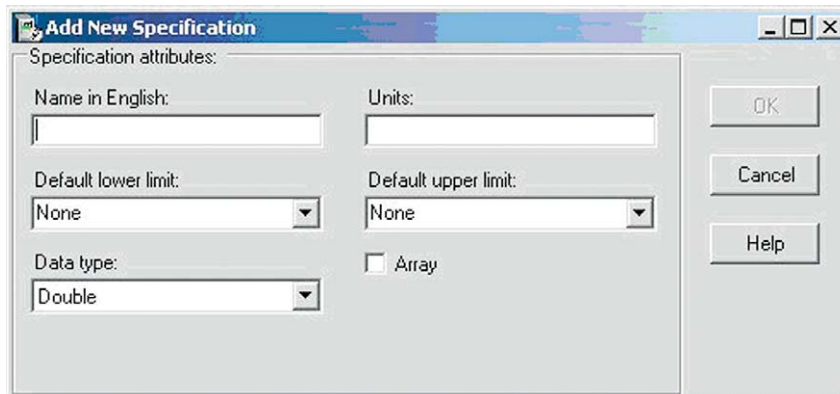 Add New Specification
Specification attributes:
Name in English:
Units:
OK
Default lower limit:
Default upper limit:
Cancel
None
None
Help
Data type:
Array
Double